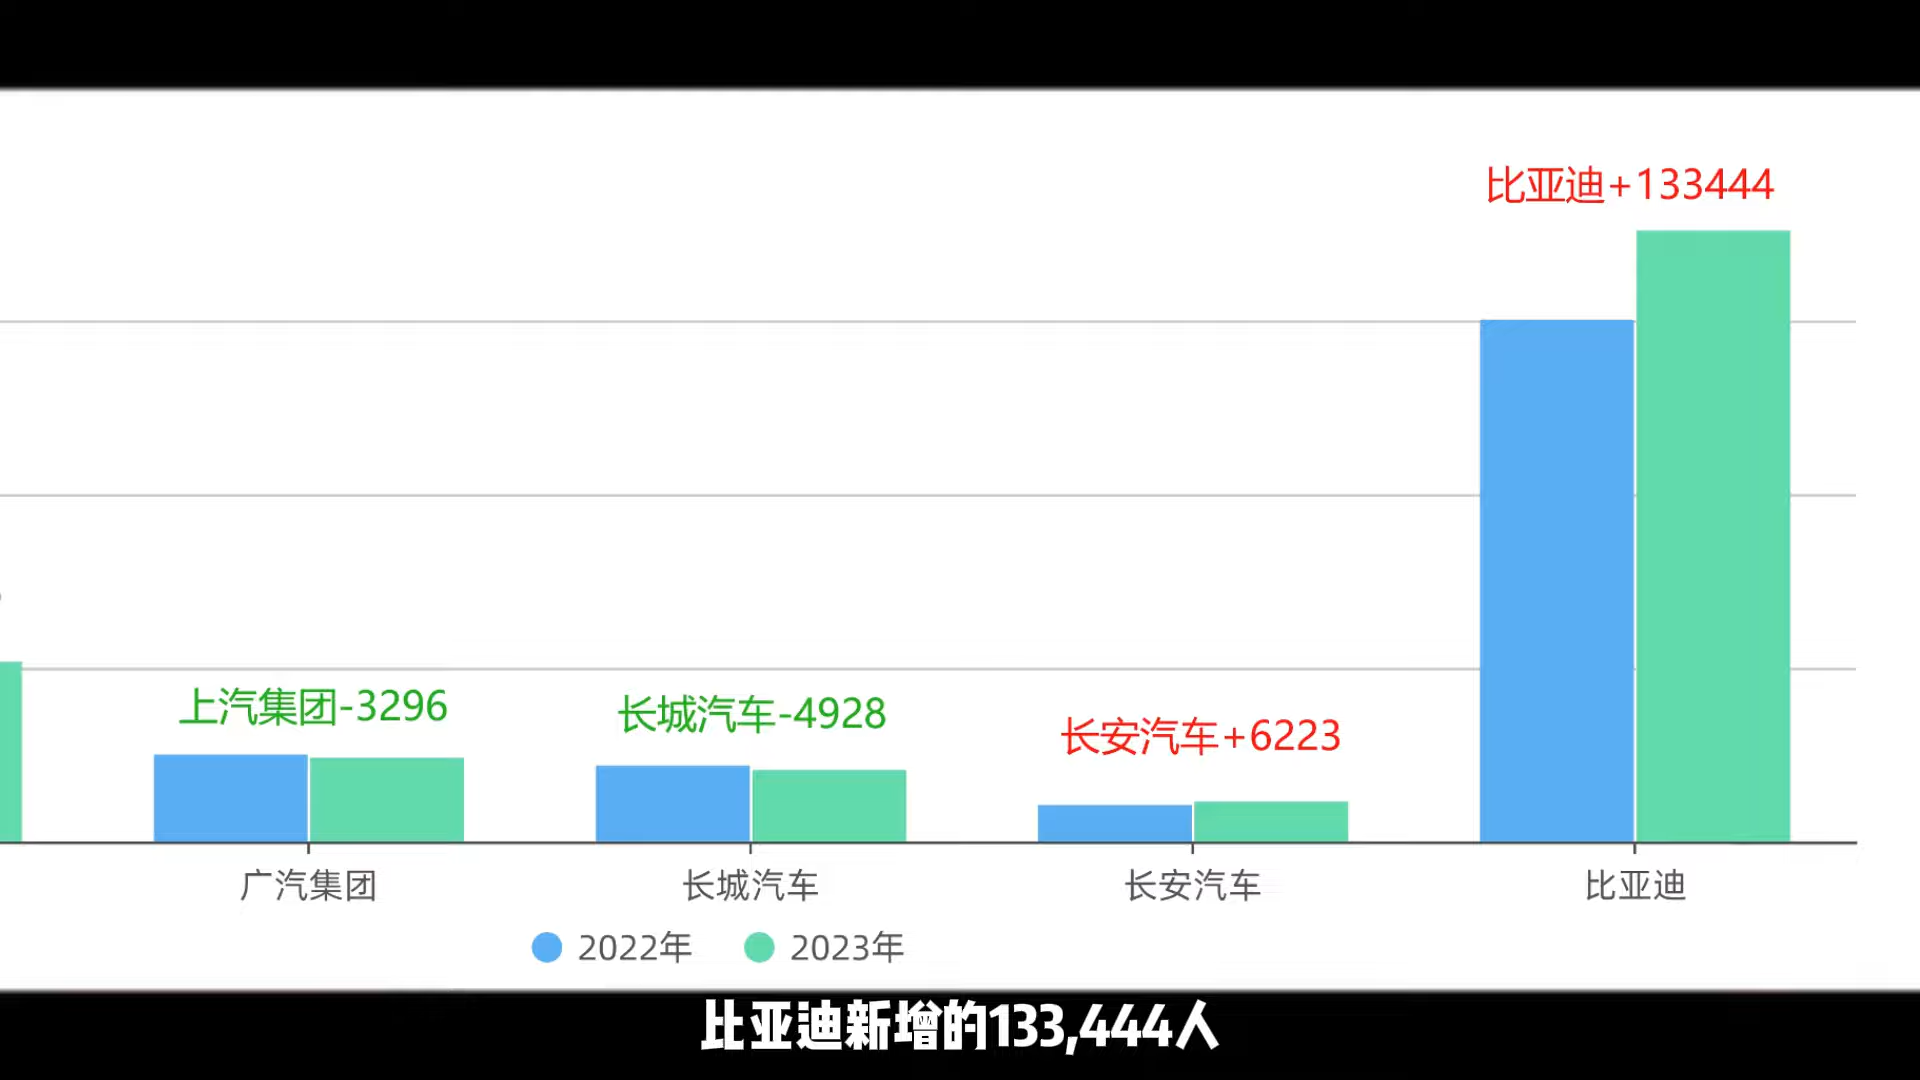 比亚迪+133444
上汽集团-3296
长城汽车-4928
长安汽车+6223
广汽集团
长城汽车
长安汽车
比亚迪
2022年
2023年
比亚迪新增的133,444人